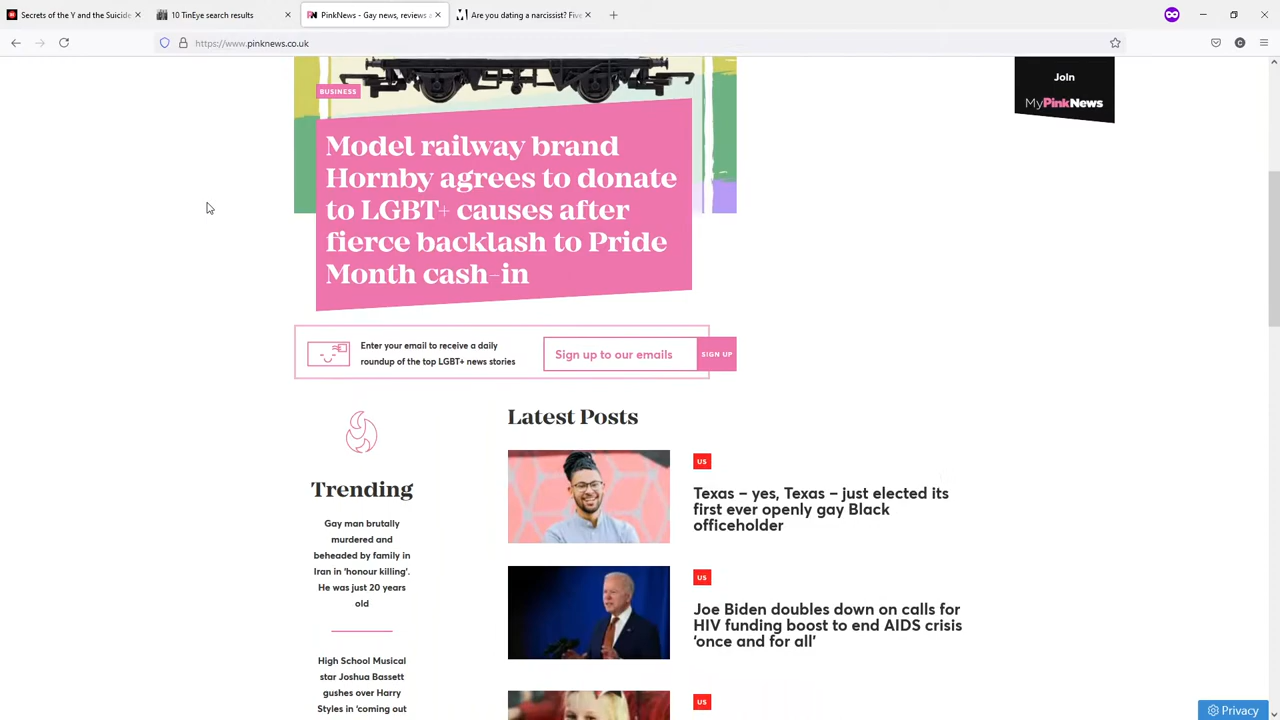 Secrets of the Y and the Suicide
10 TinEye search results
PinkNews - Gay news, reviews a
Are you dating a narcissist? Five
https://www.pinknews.co.uk
Join
MyPinkNews
BUSINESS
Model railway brand
Hornby agrees to donate
to LGBT+ causes after
fierce backlash to Pride
Month cash-in
Enter your email to receive a daily
roundup of the top LGBT+ news stories
Sign up to our emails
SIGN UP
Trending
Gay man brutally
murdered and
beheaded by family in
Iran in ‘honour killing’.
He was just 20 years
old
High School Musical
star Joshua Bassett
gushes over Harry
Styles in ‘coming out
Latest Posts
US
Texas – yes, Texas – just elected its
first ever openly gay Black
officeholder
US
Joe Biden doubles down on calls for
HIV funding boost to end AIDS crisis
‘once and for all’
US
Privacy